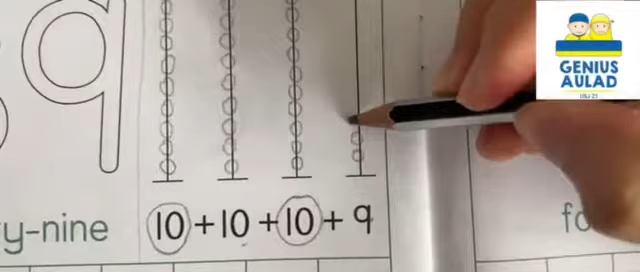 GENIUS
AULAD
9
y-nine
10 + 10 + 10 + 9
fo